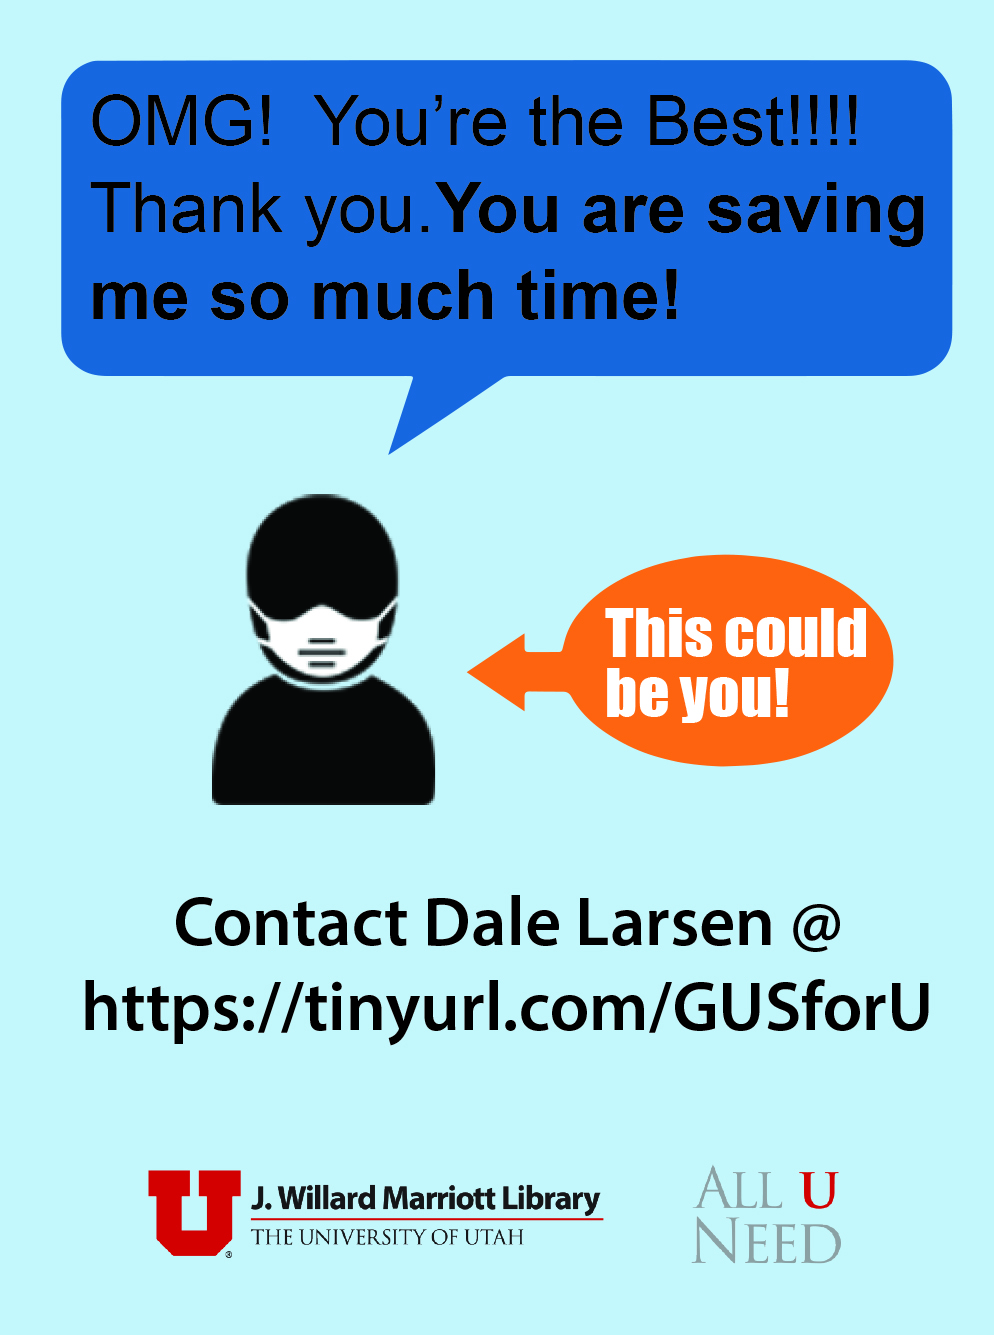 OMG!  You’re the Best!!!!
Thank you.You are saving
me so much time!
This could
be you!
Contact Dale Larsen @
https://tinyurl.com/GUSforU
U®
J. Willard Marriott Library
THE UNIVERSITY OF UTAH
ALL U
NEED